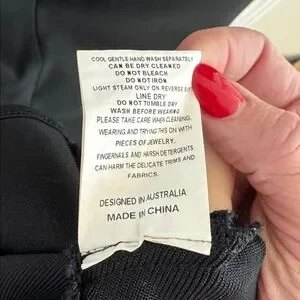 COOL GENTLE HAND WASH SEPARATELY
CAN BE DRY CLEANED
DO NOT BLEACH
DO NOT IRON
LIGHT STEAM ONLY ON REVERSE SIDE
LINE DRY
DO NOT TUMBLE DRY
WASH BEFORE WEARING
PLEASE TAKE CARE WHEN CLEANING,
WEARING, AND TRYING THIS ON WITH
PIECES OF JEWELRY.
FINGERNAILS AND HARSH DETERGENTS
CAN HARM THE DELICATE TRIMS AND
FABRICS.
DESIGNED IN AUSTRALIA
MADE IN CHINA